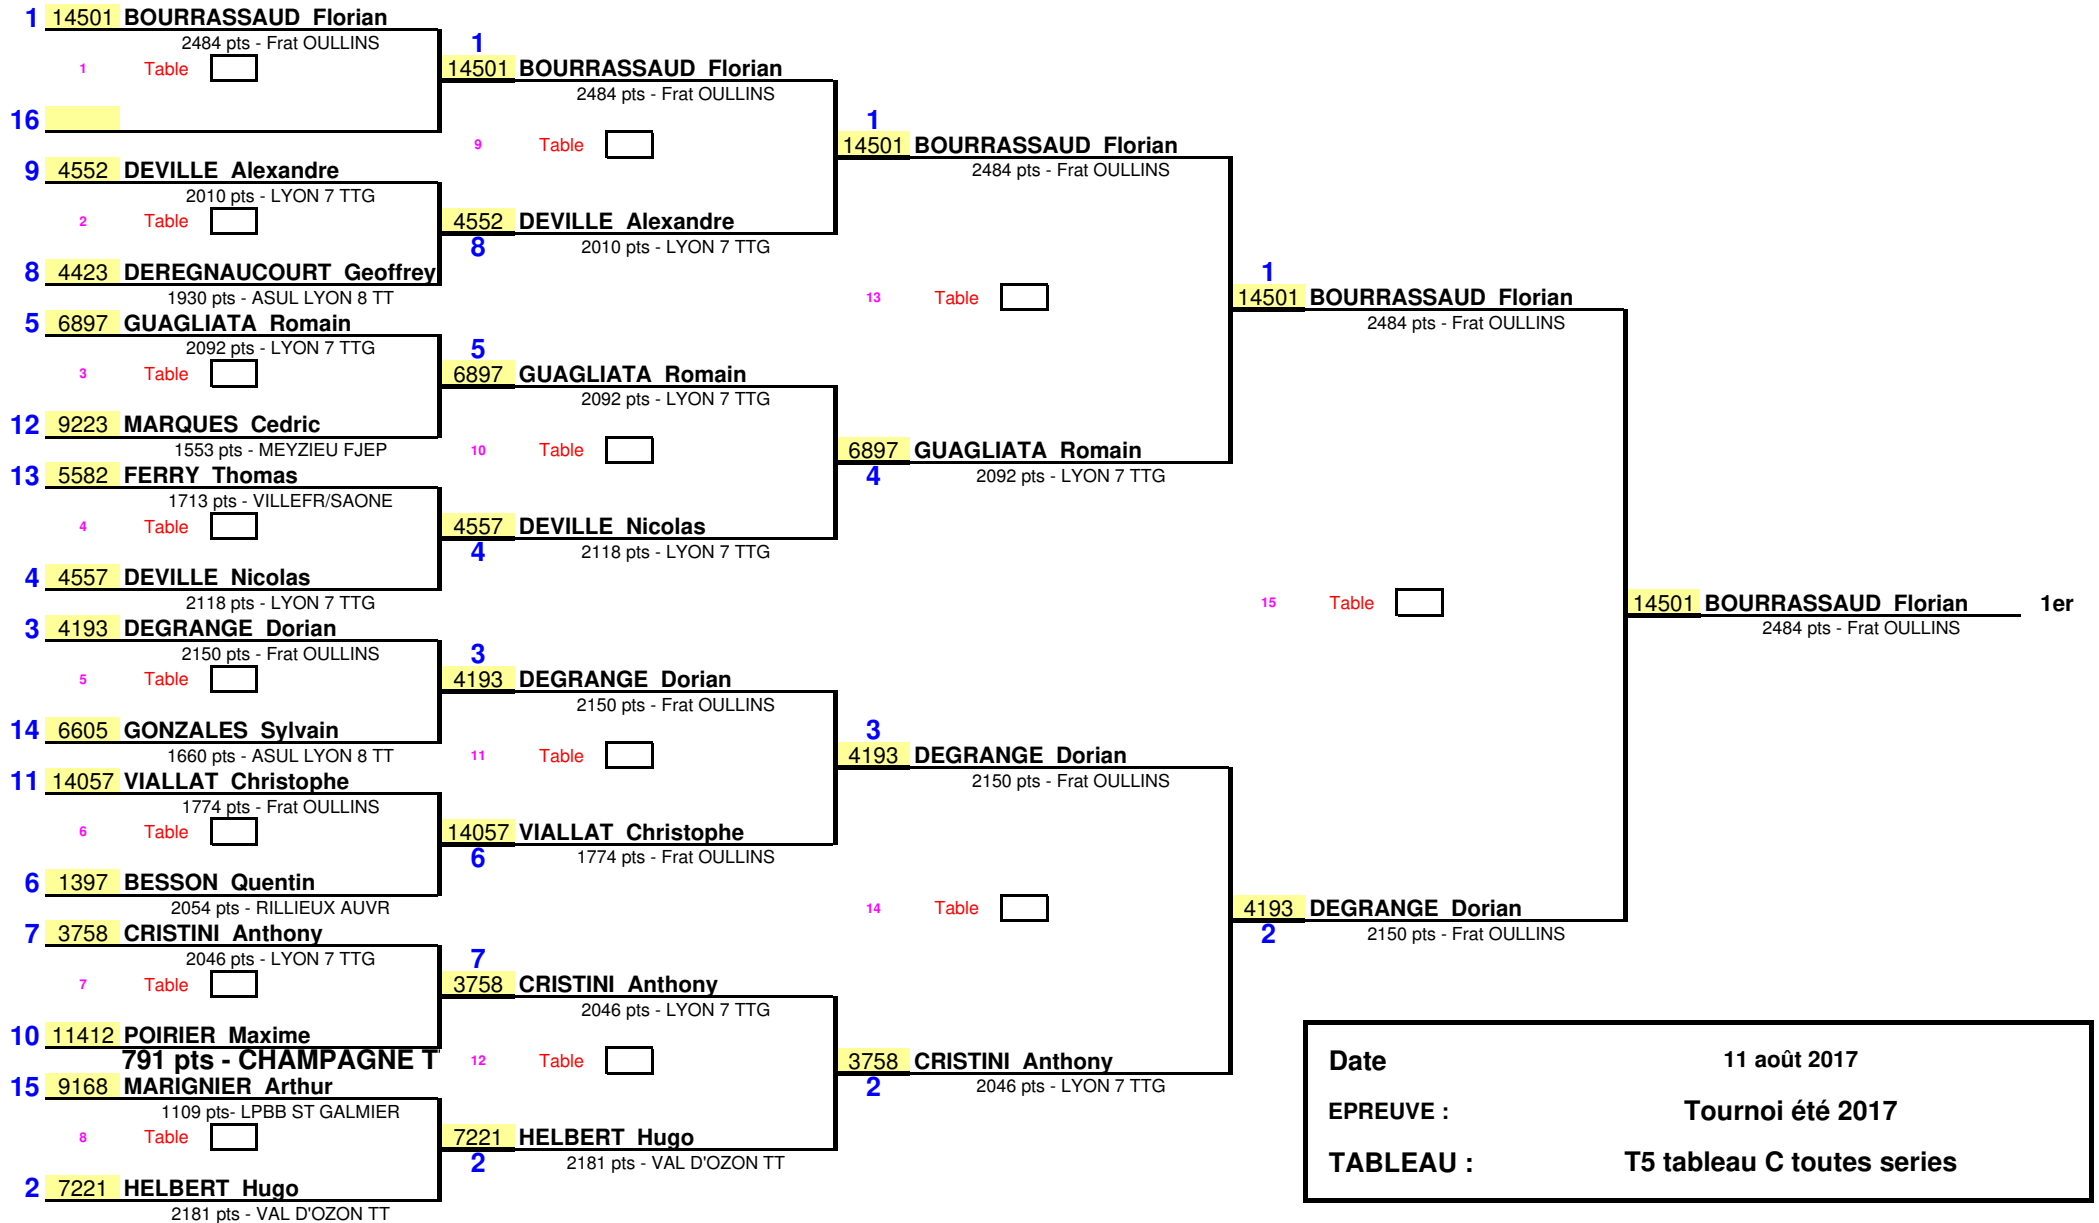 1 14501 BOURRASSAUD Florian
2484 pts - Frat OULLINS
1 Table
16
9 4552 DEVILLE Alexandre
2010 pts - LYON 7 TTG
2 Table
8 4423 DEREGNAUCOURT Geoffrey
1930 pts - ASUL LYON 8 TT
5 6897 GUAGLIATA Romain
2092 pts - LYON 7 TTG
3 Table
12 9223 MARQUES Cedric
1553 pts - MEYZIEU FJEP
13 5582 FERRY Thomas
1713 pts - VILLEFR/SAONE
4 Table
4 4557 DEVILLE Nicolas
2118 pts - LYON 7 TTG
3 4193 DEGRANGE Dorian
2150 pts - Frat OULLINS
5 Table
14 6605 GONZALES Sylvain
1660 pts - ASUL LYON 8 TT
11 14057 VIALLAT Christophe
1774 pts - Frat OULLINS
6 Table
6 1397 BESSON Quentin
2054 pts - RILLIEUX AUVR
7 3758 CRISTINI Anthony
2046 pts - LYON 7 TTG
7 Table
10 11412 POIRIER Maxime
791 pts - CHAMPAGNE T
15 9168 MARIGNIER Arthur
1109 pts- LPBB ST GALMIER
8 Table
2 7221 HELBERT Hugo
2181 pts - VAL D'OZON TT
1
14501 BOURRASSAUD Florian
2484 pts - Frat OULLINS
9 Table
4552 DEVILLE Alexandre
8 2010 pts - LYON 7 TTG
5
6897 GUAGLIATA Romain
2092 pts - LYON 7 TTG
10 Table
4557 DEVILLE Nicolas
4 2118 pts - LYON 7 TTG
3
4193 DEGRANGE Dorian
2150 pts - Frat OULLINS
11 Table
14057 VIALLAT Christophe
6 1774 pts - Frat OULLINS
7
3758 CRISTINI Anthony
2046 pts - LYON 7 TTG
12 Table
7221 HELBERT Hugo
2 2181 pts - VAL D'OZON TT
1
14501 BOURRASSAUD Florian
2484 pts - Frat OULLINS
13 Table
6897 GUAGLIATA Romain
4 2092 pts - LYON 7 TTG
3
4193 DEGRANGE Dorian
2150 pts - Frat OULLINS
14 Table
3758 CRISTINI Anthony
2 2046 pts - LYON 7 TTG
1
14501 BOURRASSAUD Florian
2484 pts - Frat OULLINS
15 Table
4193 DEGRANGE Dorian
2 2150 pts - Frat OULLINS
14501 BOURRASSAUD Florian 1er
2484 pts - Frat OULLINS
Date 11 août 2017
EPREUVE : Tournoi été 2017
TABLEAU : T5 tableau C toutes series